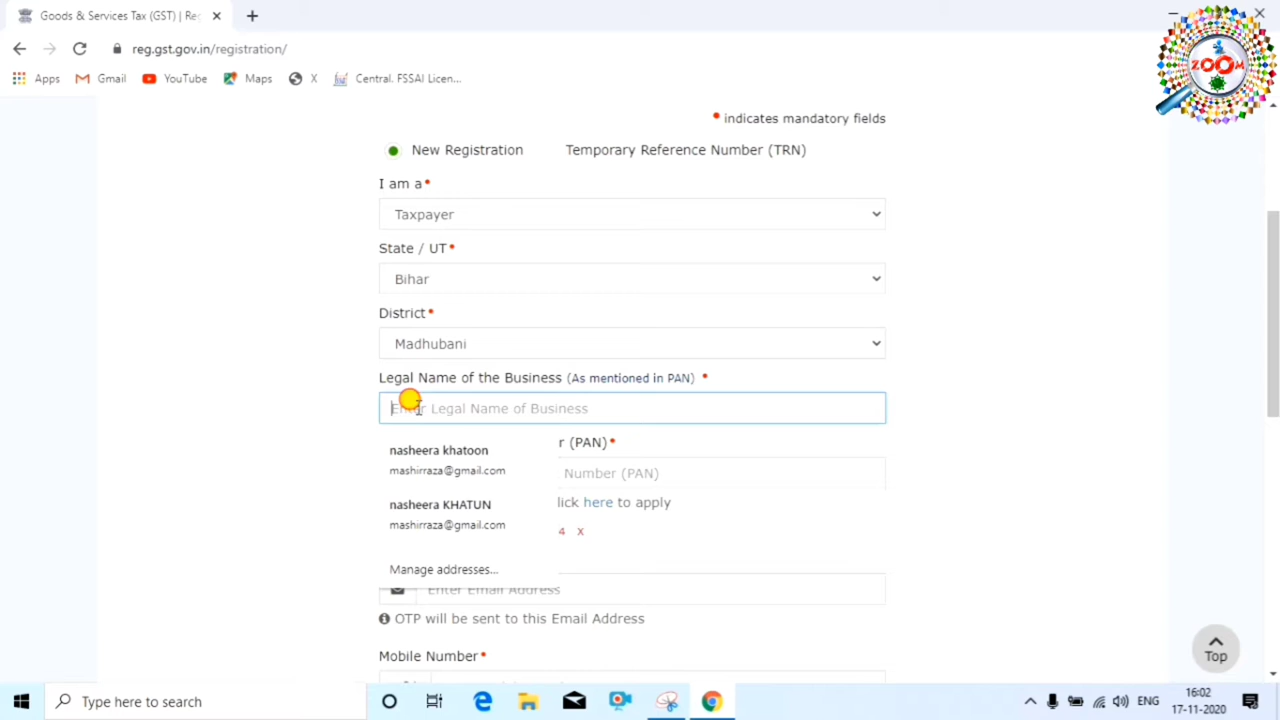 Goods & Services Tax (GST) | Re
reg.gst.gov.in/registration/
Apps Gmail YouTube Maps X Central. FSSAI Licen...
ZOOM
• indicates mandatory fields
New Registration Temporary Reference Number (TRN)
I am a•
Taxpayer
State / UT•
Bihar
District•
Madhubani
Legal Name of the Business (As mentioned in PAN) •
Enter Legal Name of Business
nasheera khatoon
mashirraza@gmail.com
r (PAN)•
Number (PAN)
nasheera KHATUN
mashirraza@gmail.com
lick here to apply
4 x
Manage addresses...
Enter Email Address
OTP will be sent to this Email Address
Mobile Number•
Top
Type here to search
ENG
16:02
17-11-2020